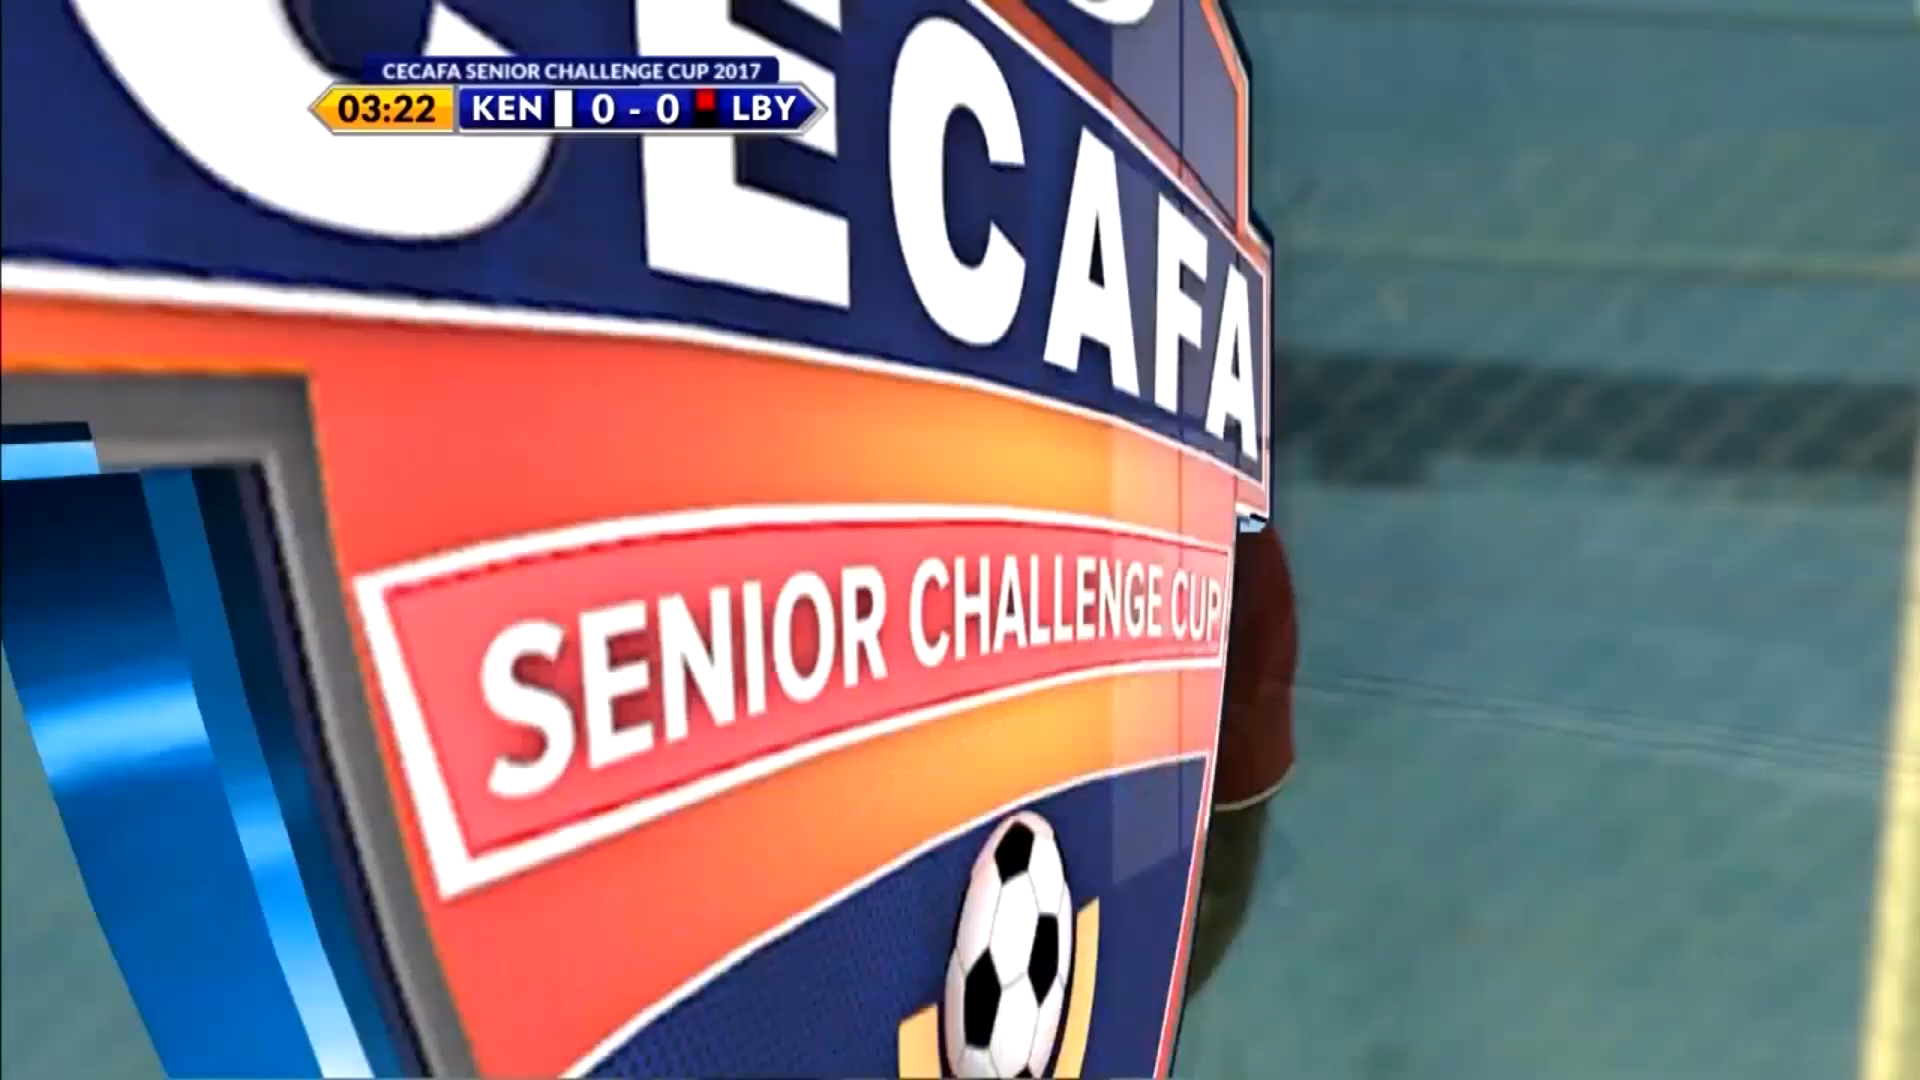 CECAFA SENIOR CHALLENGE CUP 2017
03:22 KEN 0 - 0 LBY
CECAFA
SENIOR CHALLENGE CUP